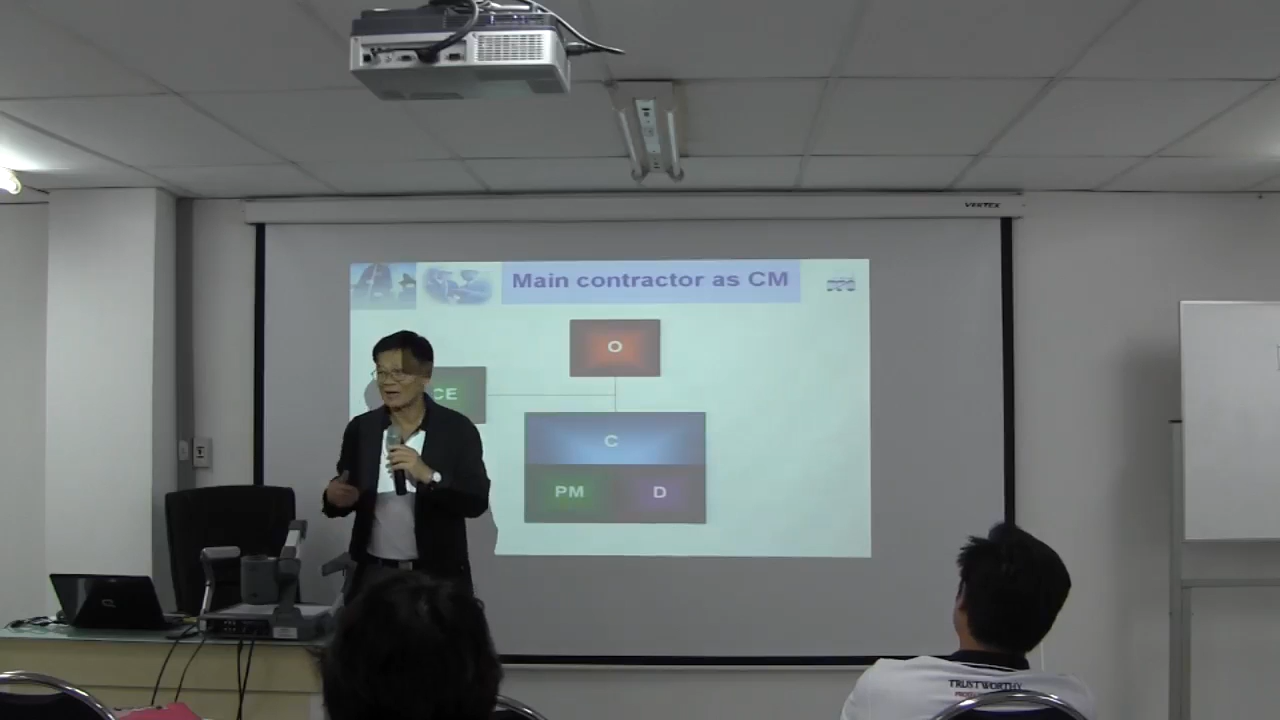 VERTEX
Main contractor as CM
O
CE
C
PM D
TRUSTWORTHY